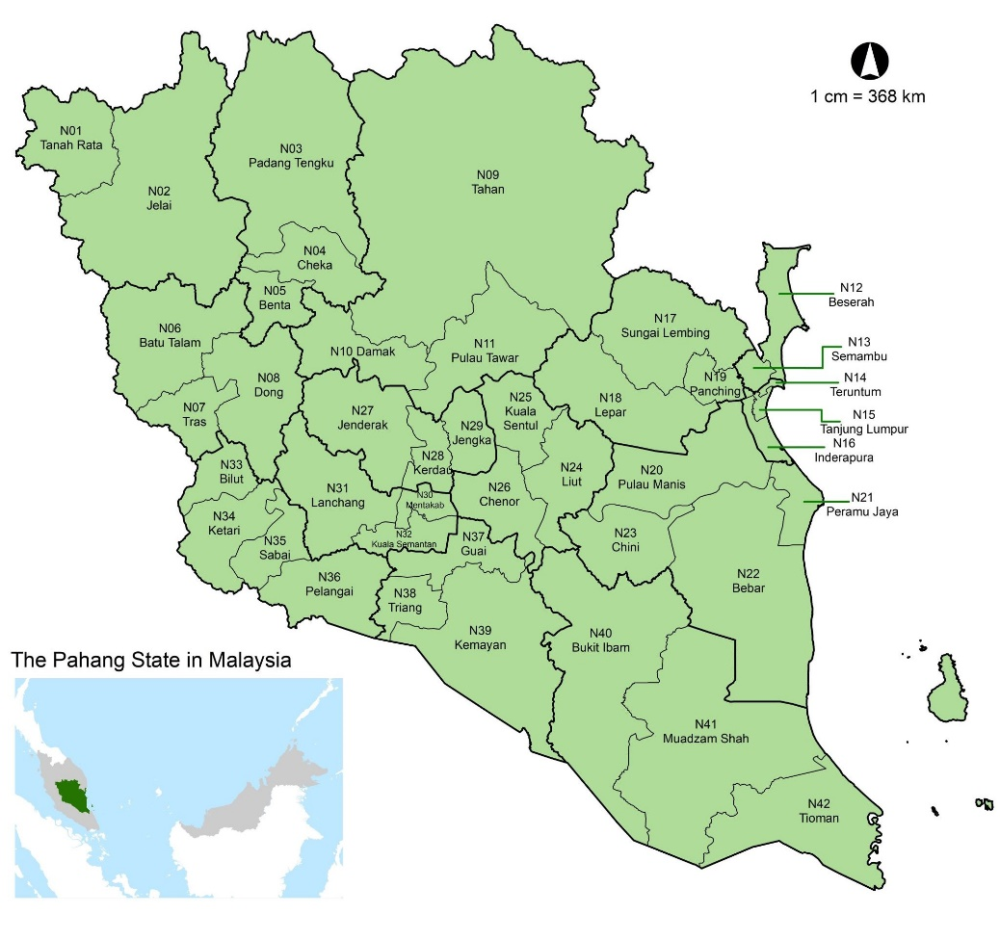 1 cm = 368 km
N01
Tanah Rata
N02
Jelai
N03
Padang Tengku
N09
Tahan
N04
Cheka
N05
Benta
N12
Beserah
N06
Batu Talam
N17
Sungai Lembing
N10 Damak
N11
Pulau Tawar
N13
Semambu
N14
Teruntum
N08
Dong
N19
Panching
N07
Tras
N27
Jenderak
N29
Jengka
N25
Kuala
Sentul
N18
Lepar
N15
Tanjung Lumpur
N16
Inderapura
N28
Kerdau
N33
Bilut
N24
Liut
N20
Pulau Manis
N31
Lanchang
N30
Mentakab
N26
Chenor
N21
Peramu Jaya
N34
Ketari
N32
Kuala Semantan
N35
Sabai
N37
Guai
N23
Chini
N36
Pelangai
N38
Triang
N22
Bebar
N39
Kemayan
N40
Bukit Ibam
The Pahang State in Malaysia
N41
Muadzam Shah
N42
Tioman